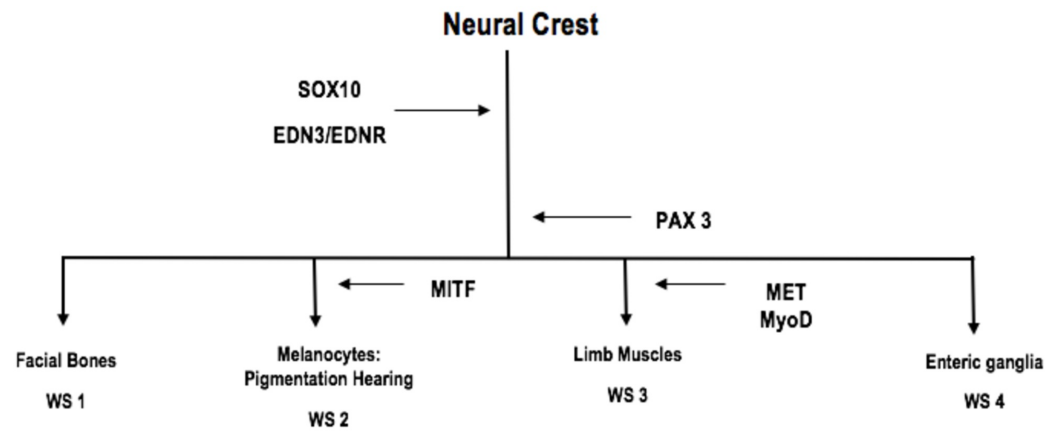 Neural Crest
SOX10
EDN3/EDNR
PAX 3
MITF
MET
MyoD
Facial Bones
WS 1
Melanocytes:
Pigmentation Hearing
WS 2
Limb Muscles
WS 3
Enteric ganglia
WS 4